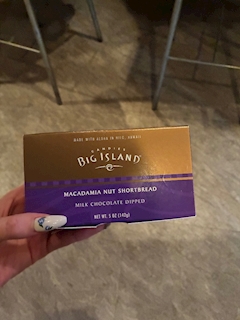 MADE WITH ALOHA IN HILO, HAWAII
CANDIES
BIG ISLAND
MACADAMIA NUT SHORTBREAD
MILK CHOCOLATE DIPPED
NET WT. 5 OZ (142g)